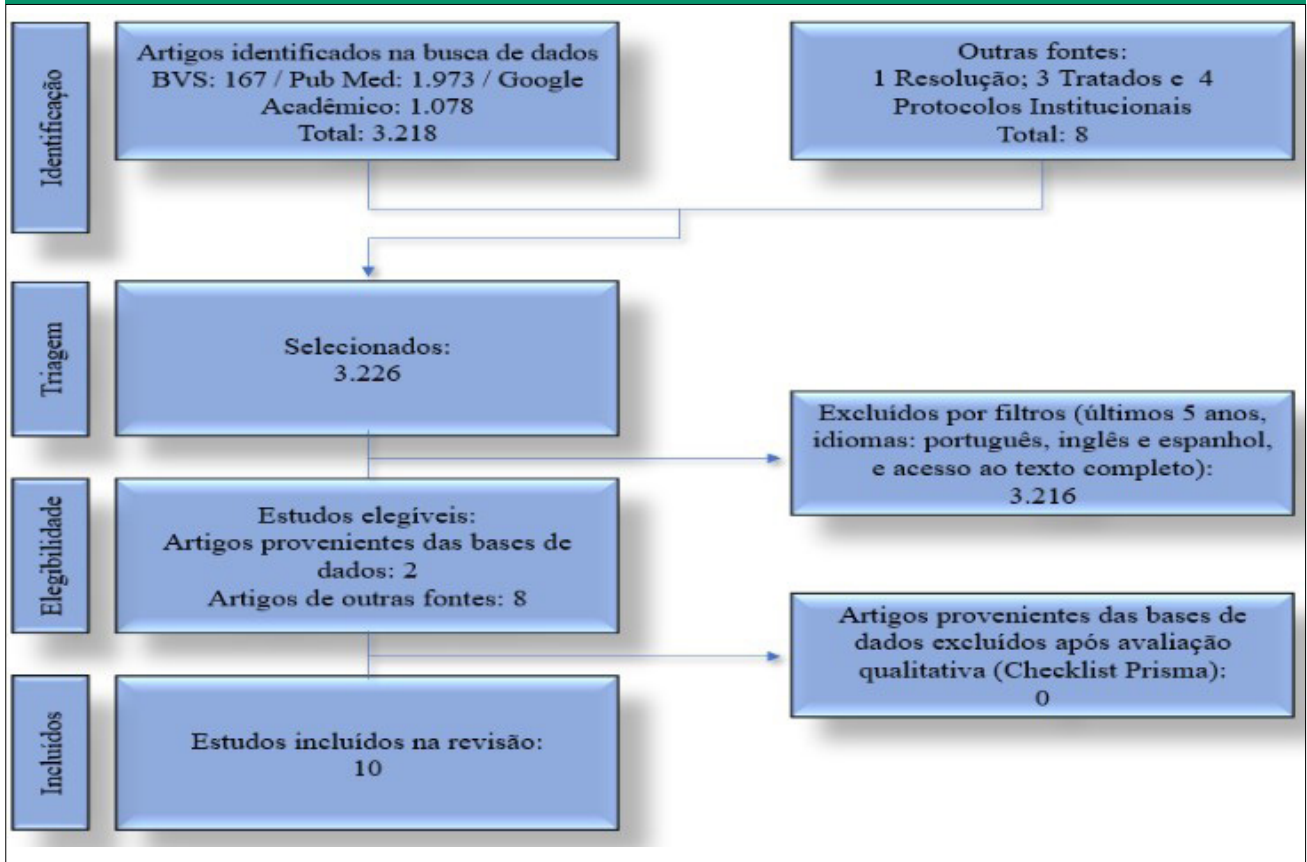 Identificação
Artigos identificados na busca de dados
BVS: 167 / Pub Med: 1.973 / Google
Acadêmico: 1.078
Total: 3.218
Outras fontes:
1 Resolução; 3 Tratados e 4
Protocolos Institucionais
Total: 8
Triagem
Selecionados:
3.226
Excluídos por filtros (últimos 5 anos,
idiomas: português, inglês e espanhol,
e acesso ao texto completo):
3.216
Elegibilidade
Estudos elegíveis:
Artigos provenientes das bases de
dados: 2
Artigos de outras fontes: 8
Artigos provenientes das bases de
dados excluídos após avaliação
qualitativa (Checklist Prisma):
0
Incluídos
Estudos incluídos na revisão:
10